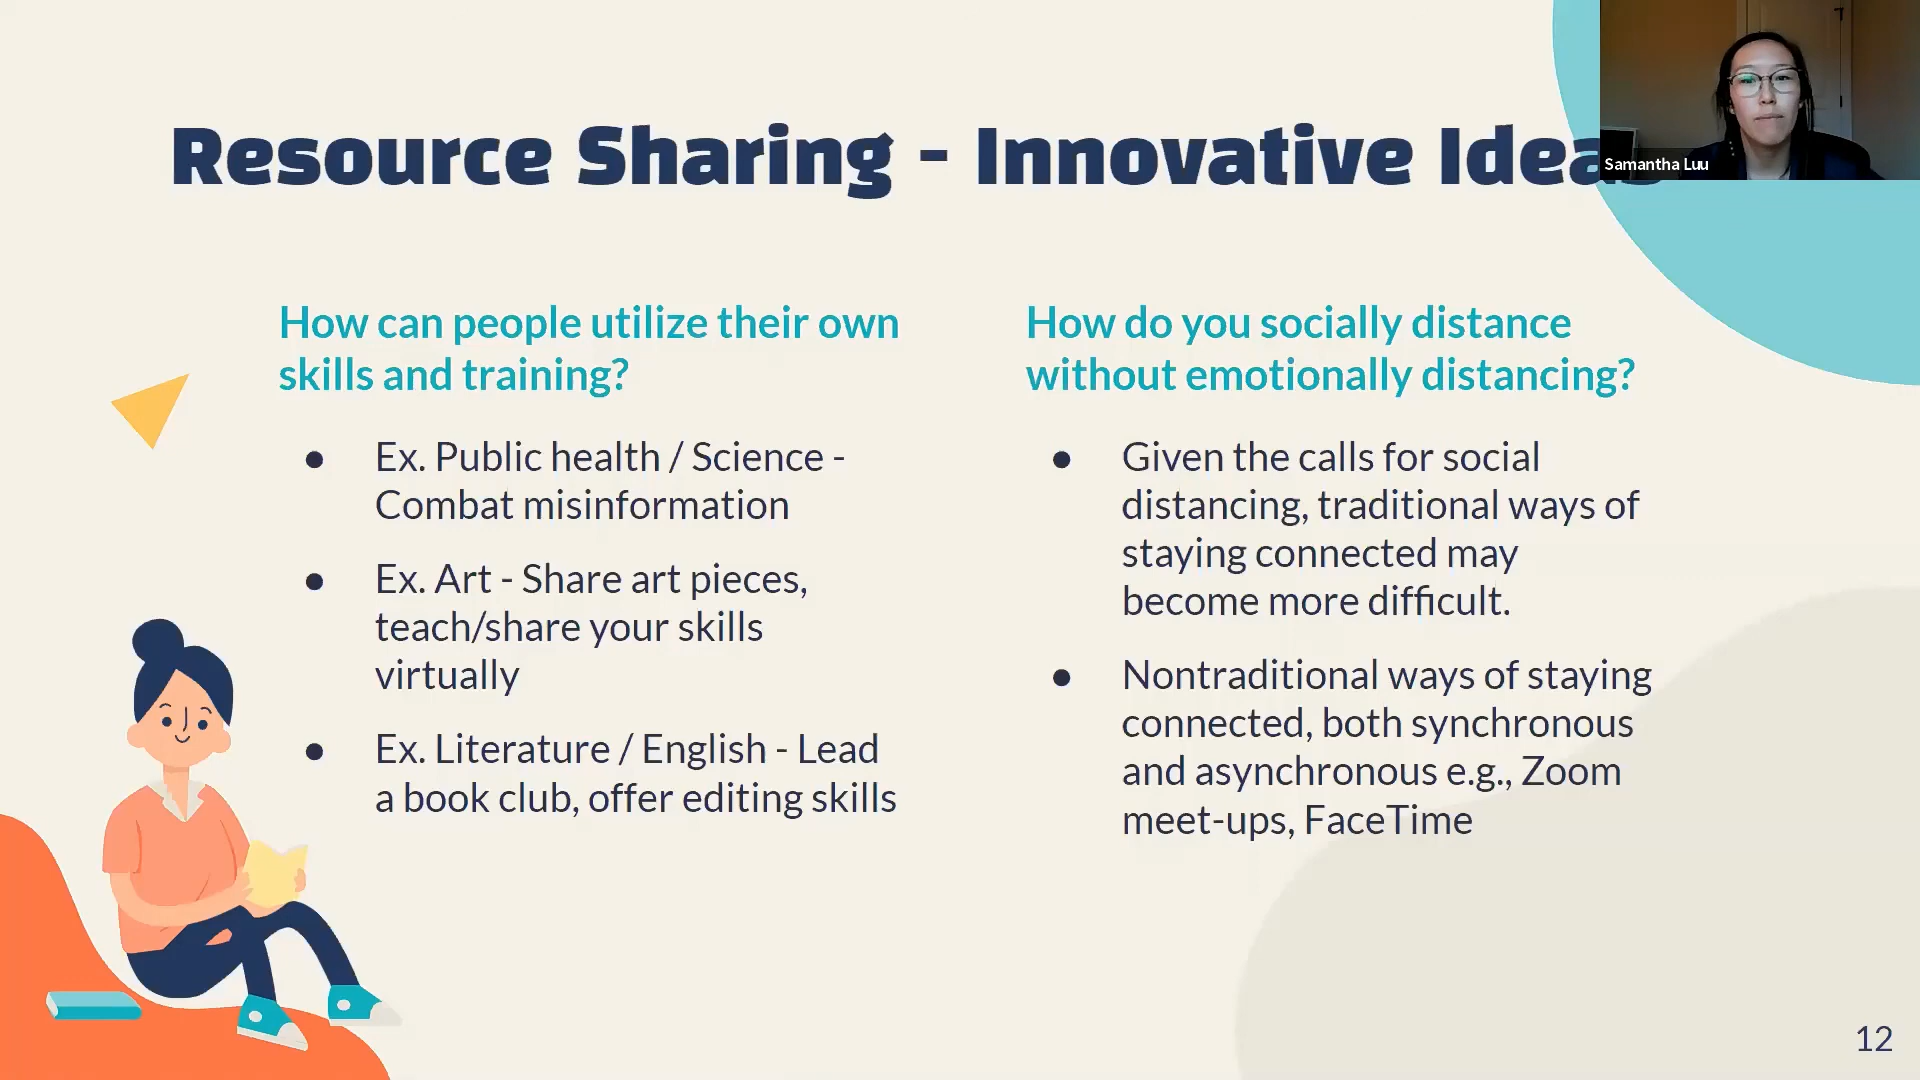 Resource Sharing - Innovative Ideas
Samantha Luu
How can people utilize their own
skills and training?
● Ex. Public health / Science -
Combat misinformation
● Ex. Art - Share art pieces,
teach/share your skills
virtually
● Ex. Literature / English - Lead
a book club, offer editing skills
How do you socially distance
without emotionally distancing?
● Given the calls for social
distancing, traditional ways of
staying connected may
become more difficult.
● Nontraditional ways of staying
connected, both synchronous
and asynchronous e.g., Zoom
meet-ups, FaceTime
12